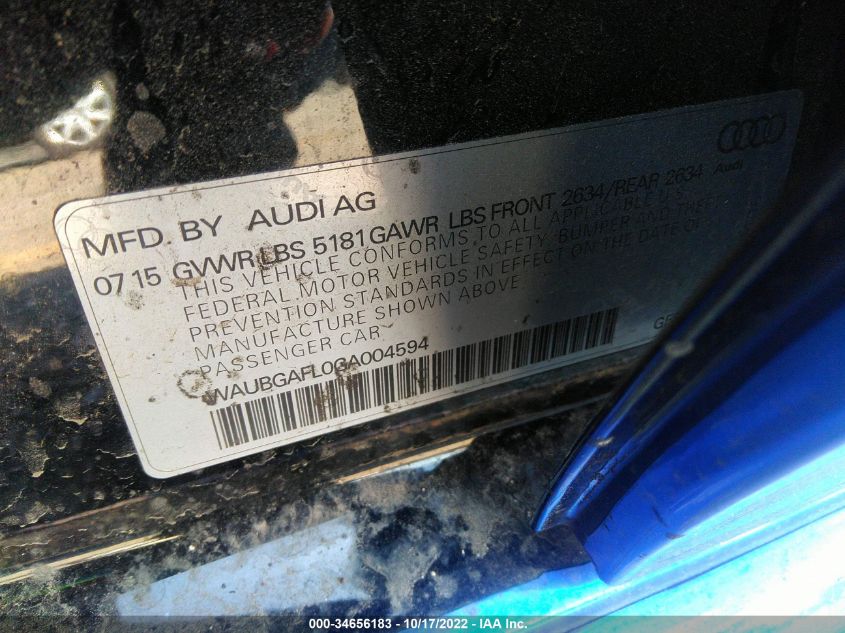 Audi
MFD. BY AUDI AG
07 15 GVWR LBS 5181 GAWR LBS FRONT 2634/REAR 2634
THIS VEHICLE CONFORMS TO ALL APPLICABLE U.S.
FEDERAL MOTOR VEHICLE SAFETY, BUMPER AND THEFT
PREVENTION STANDARDS IN EFFECT ON THE DATE OF
MANUFACTURE SHOWN ABOVE.
PASSENGER CAR
WAUBGAFL0GA004594
000-34656183 / 10/17/2022 - IAA Inc.